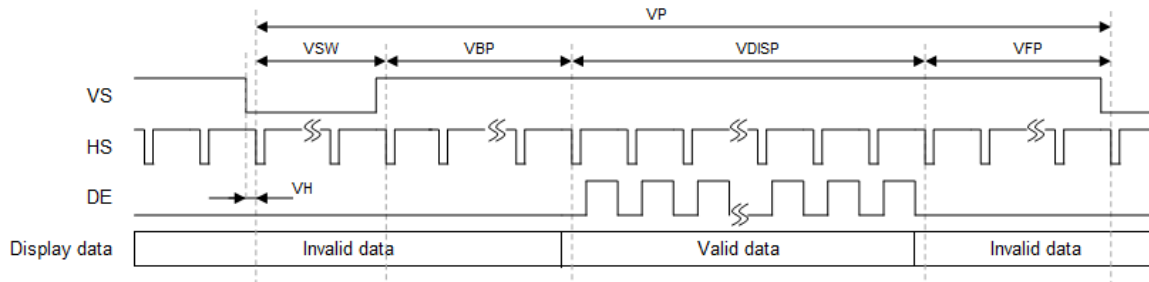 VP
VSW VBP VDISP VFP
VS
HS
VH
DE
Display data Invalid data Valid data Invalid data